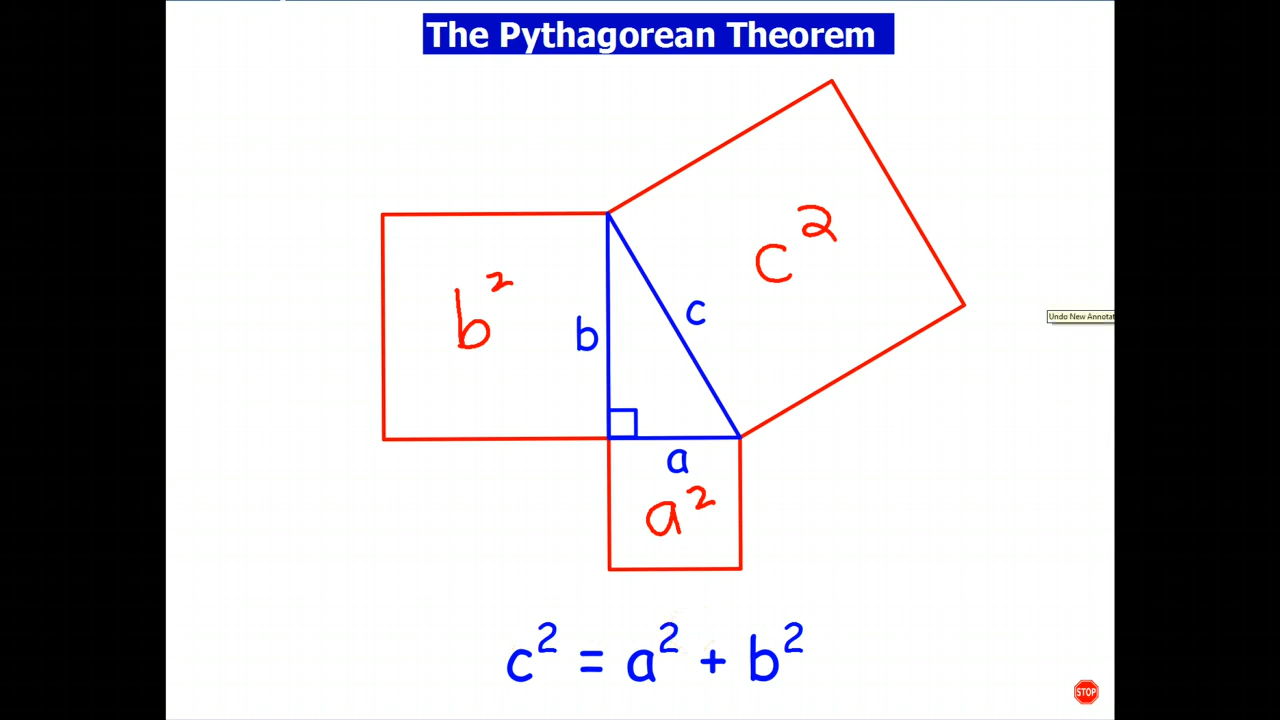 The Pythagorean Theorem
c²
b²
c
b
Undo New Annotat
a
a²
c² = a² + b²
STOP